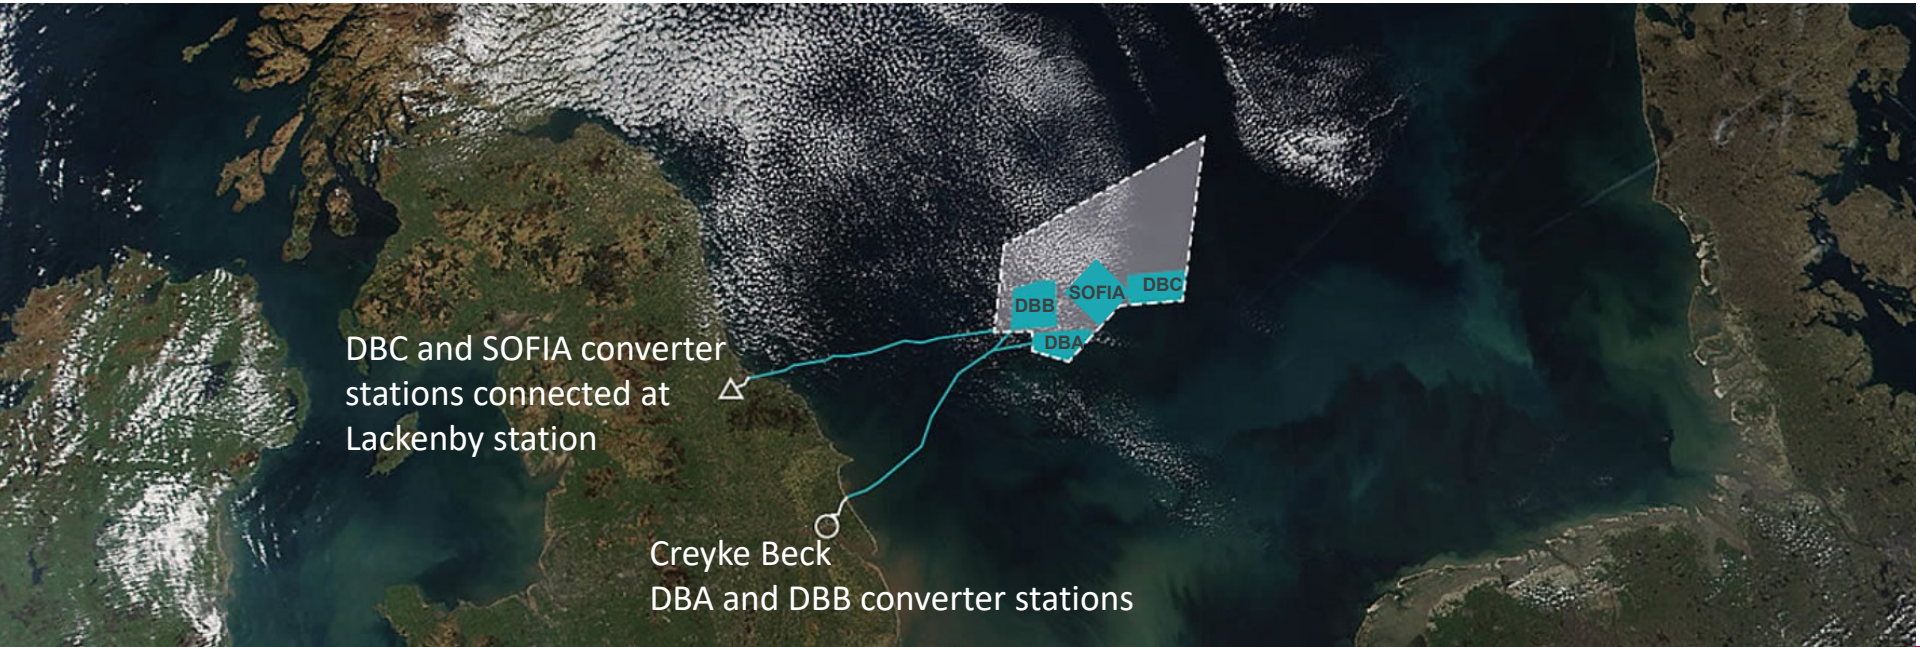 DBC
SOFIA
DBB
DBA
DBC and SOFIA converter
stations connected at
Lackenby station
Creyke Beck
DBA and DBB converter stations